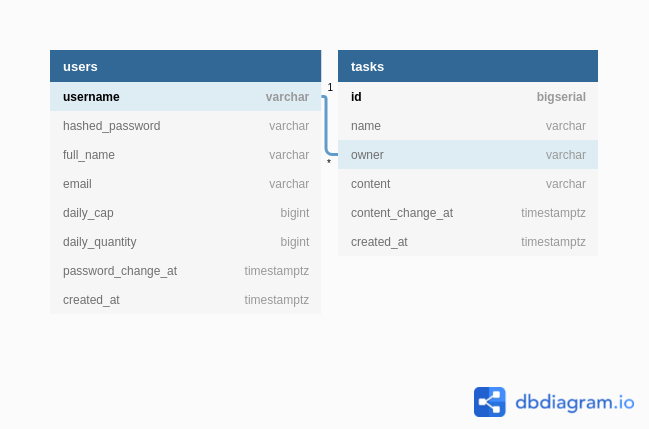 users
username varchar
hashed_password varchar
full_name varchar
email varchar
daily_cap bigint
daily_quantity bigint
password_change_at timestamptz
created_at timestamptz
1
*
tasks
id bigserial
name varchar
owner varchar
content varchar
content_change_at timestamptz
created_at timestamptz
dbdiagram.io